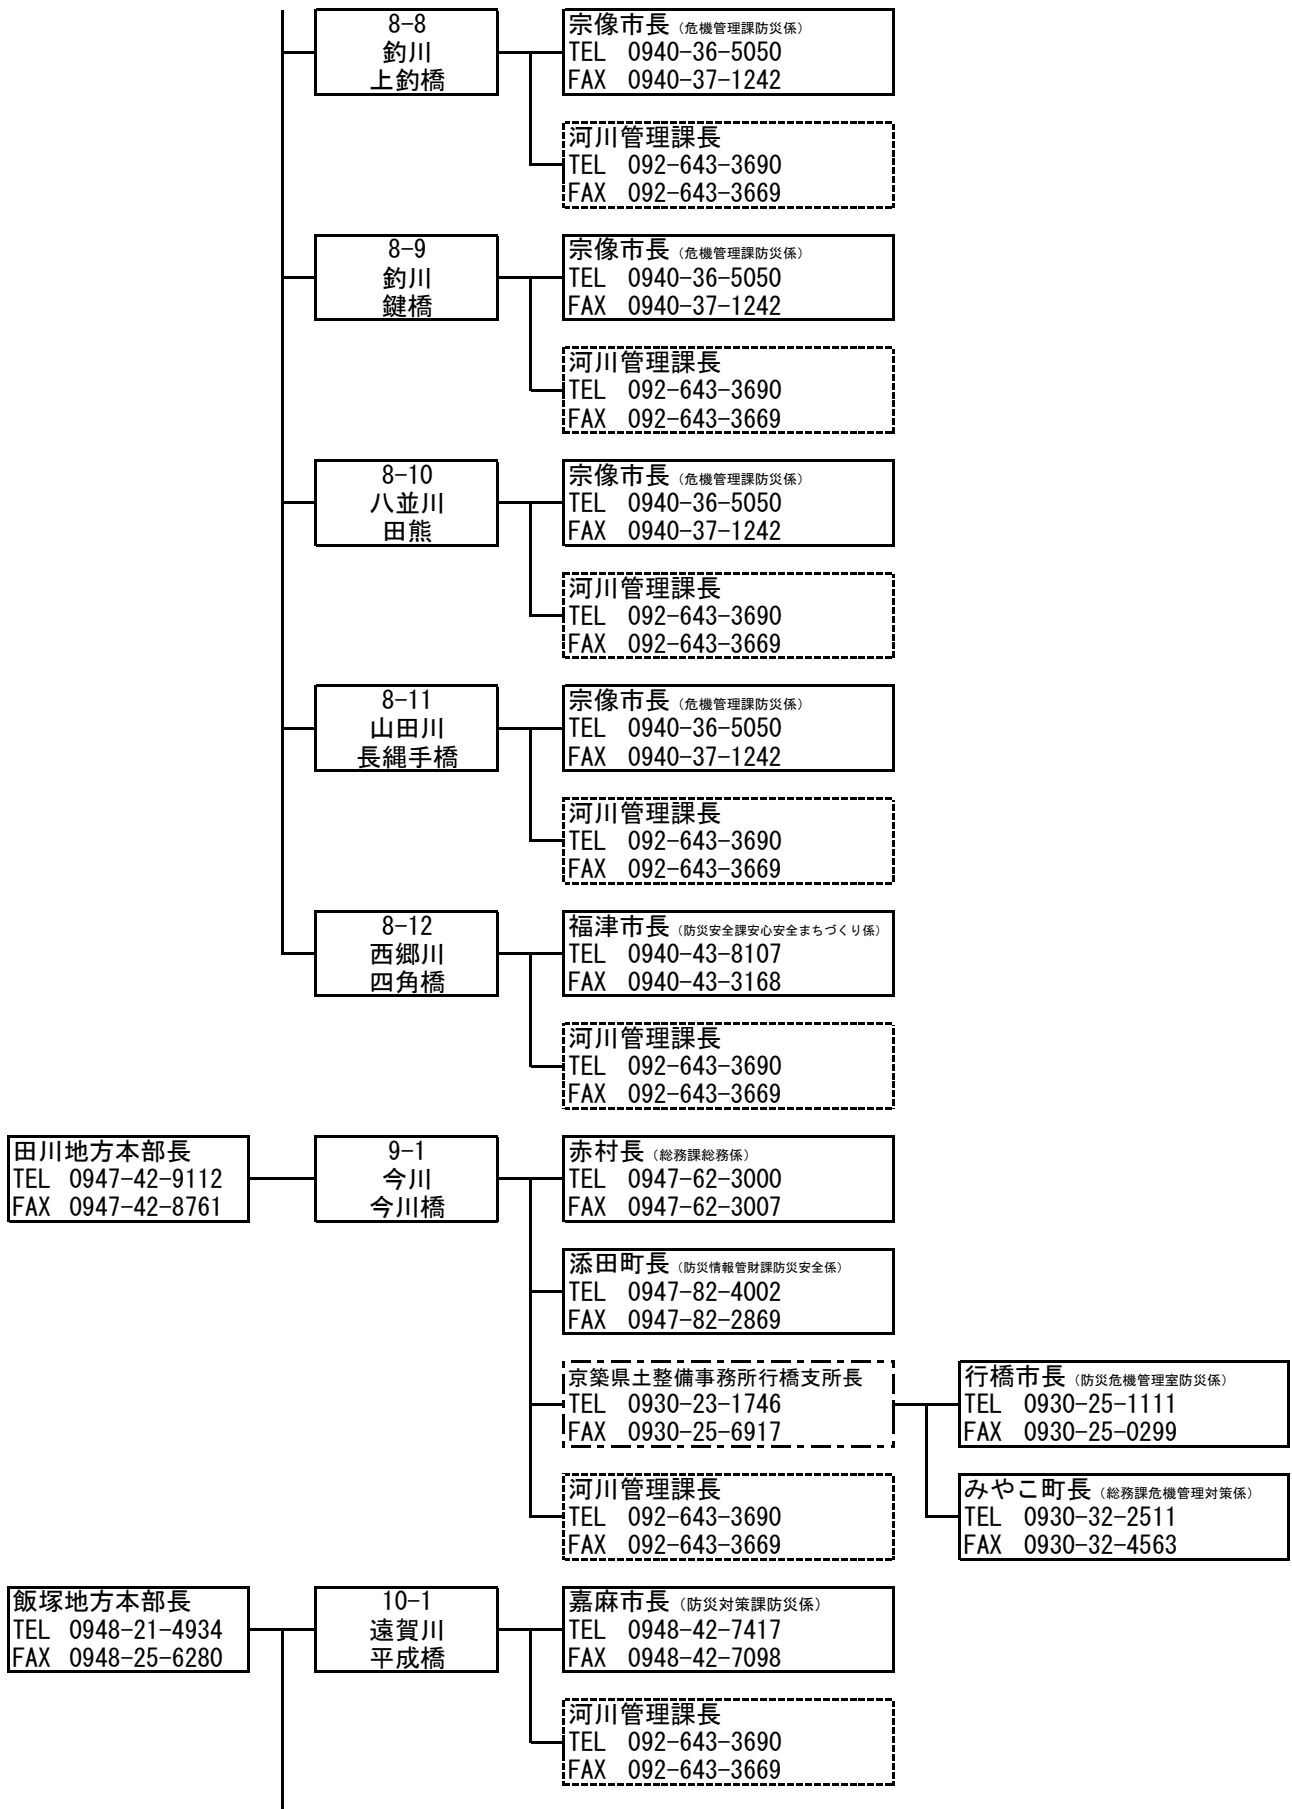 8-8
釣川
上釣橋
宗像市長（危機管理課防災係）
TEL 0940-36-5050
FAX 0940-37-1242
河川管理課長
TEL 092-643-3690
FAX 092-643-3669
8-9
釣川
鍵橋
宗像市長（危機管理課防災係）
TEL 0940-36-5050
FAX 0940-37-1242
河川管理課長
TEL 092-643-3690
FAX 092-643-3669
8-10
八並川
田熊
宗像市長（危機管理課防災係）
TEL 0940-36-5050
FAX 0940-37-1242
河川管理課長
TEL 092-643-3690
FAX 092-643-3669
8-11
山田川
長縄手橋
宗像市長（危機管理課防災係）
TEL 0940-36-5050
FAX 0940-37-1242
河川管理課長
TEL 092-643-3690
FAX 092-643-3669
8-12
西郷川
四角橋
福津市長（防災安全課安心安全まちづくり係）
TEL 0940-43-8107
FAX 0940-43-3168
河川管理課長
TEL 092-643-3690
FAX 092-643-3669
田川地方本部長
TEL 0947-42-9112
FAX 0947-42-8761
9-1
今川
今川橋
赤村長（総務課総務係）
TEL 0947-62-3000
FAX 0947-62-3007
添田町長（防災情報管財課防災安全係）
TEL 0947-82-4002
FAX 0947-82-2869
京築県土整備事務所行橋支所長
TEL 0930-23-1746
FAX 0930-25-6917
行橋市長（防災危機管理室防災係）
TEL 0930-25-1111
FAX 0930-25-0299
河川管理課長
TEL 092-643-3690
FAX 092-643-3669
みやこ町長（総務課危機管理対策係）
TEL 0930-32-2511
FAX 0930-32-4563
飯塚地方本部長
TEL 0948-21-4934
FAX 0948-25-6280
10-1
遠賀川
平成橋
嘉麻市長（防災対策課防災係）
TEL 0948-42-7417
FAX 0948-42-7098
河川管理課長
TEL 092-643-3690
FAX 092-643-3669